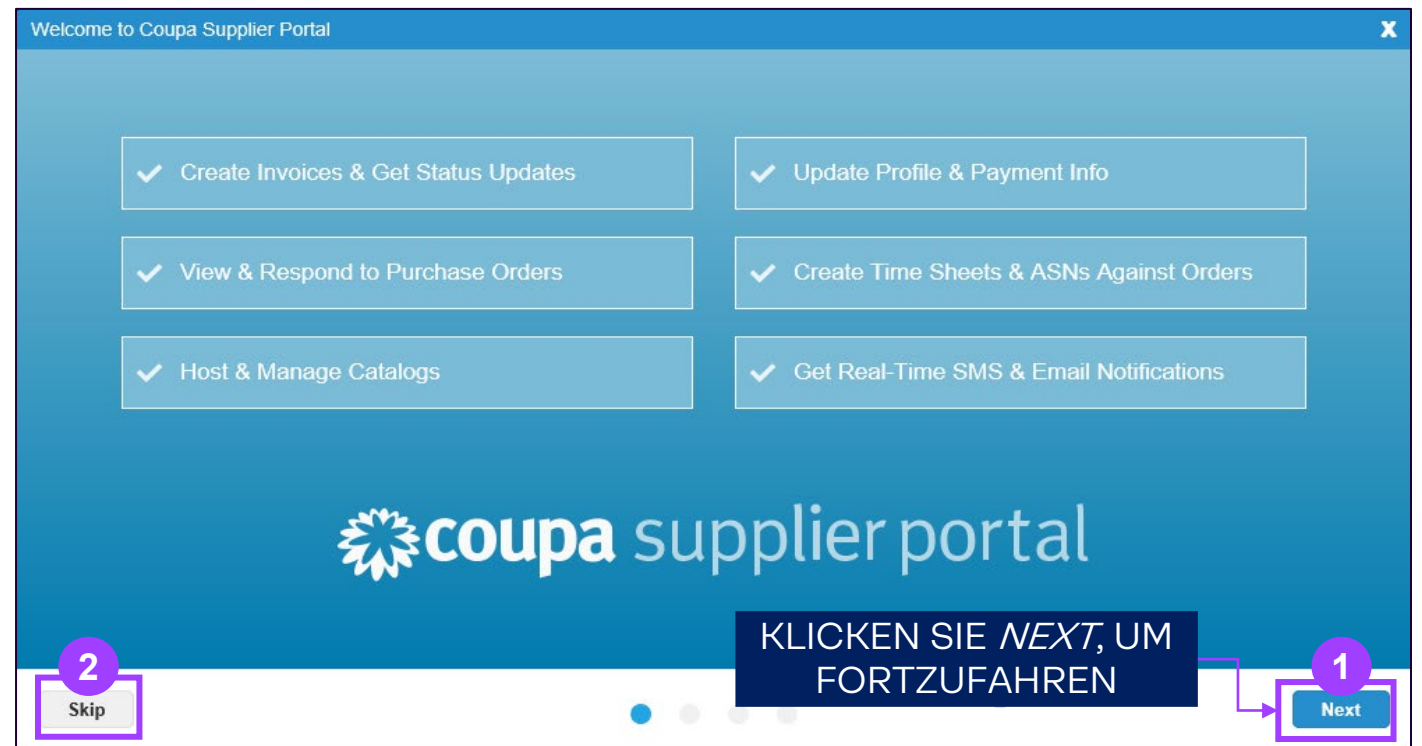 Welcome to Coupa Supplier Portal
X
Create Invoices & Get Status Updates
Update Profile & Payment Info
View & Respond to Purchase Orders
Create Time Sheets & ASNs Against Orders
Host & Manage Catalogs
Get Real-Time SMS & Email Notifications
coupa supplier portal
KLICKEN SIE NEXT, UM
FORTZUFAHREN
2
1
Skip
Next